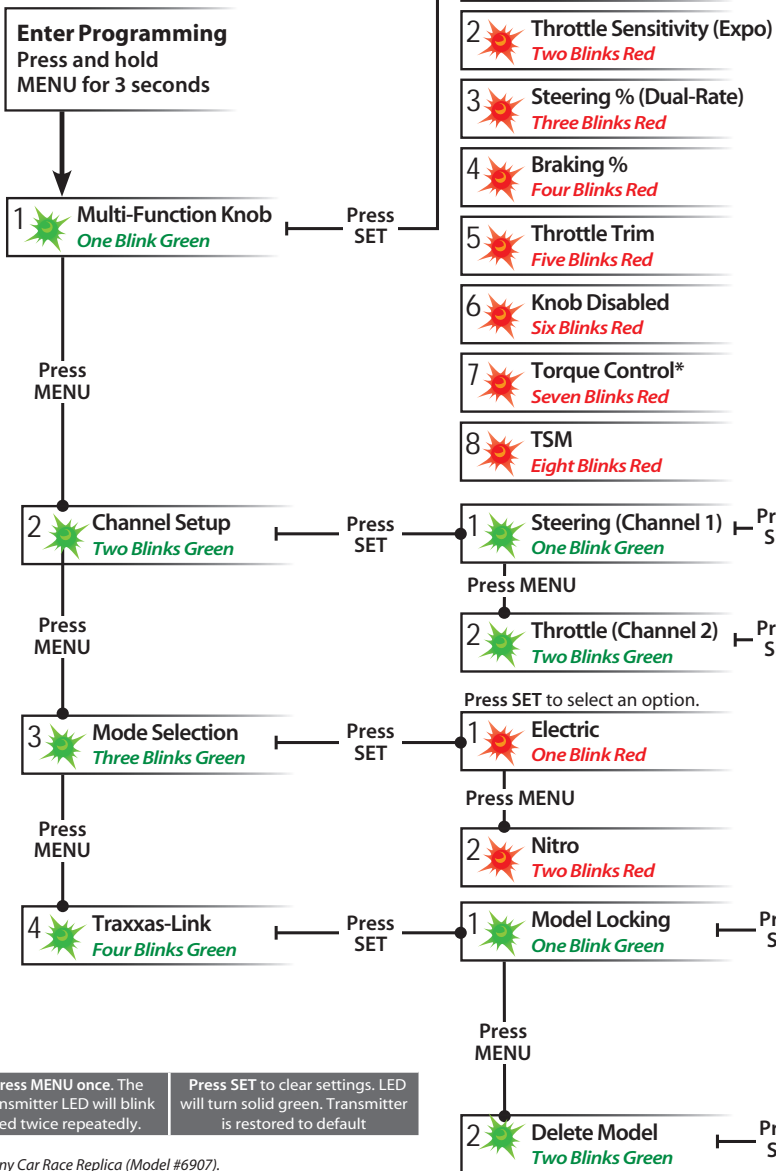 Enter Programming
Press and hold
MENU for 3 seconds
1 Multi-Function Knob
One Blink Green
Press
SET
2 Throttle Sensitivity (Expo)
Two Blinks Red
3 Steering % (Dual-Rate)
Three Blinks Red
4 Braking %
Four Blinks Red
5 Throttle Trim
Five Blinks Red
6 Knob Disabled
Six Blinks Red
7 Torque Control*
Seven Blinks Red
8 TSM
Eight Blinks Red
Press
MENU
2 Channel Setup
Two Blinks Green
Press
SET
1 Steering (Channel 1)
One Blink Green
Press MENU
2 Throttle (Channel 2)
Two Blinks Green
Press
MENU
3 Mode Selection
Three Blinks Green
Press
SET
Press SET to select an option.
1 Electric
One Blink Red
Press MENU
2 Nitro
Two Blinks Red
Press
MENU
4 Traxxas-Link
Four Blinks Green
Press
SET
1 Model Locking
One Blink Green
Press
MENU
2 Delete Model
Two Blinks Green
ress MENU once. The
nsmitter LED will blink
ed twice repeatedly.
Press SET to clear settings. LED
will turn solid green. Transmitter
is restored to default
ny Car Race Replica (Model #6907).